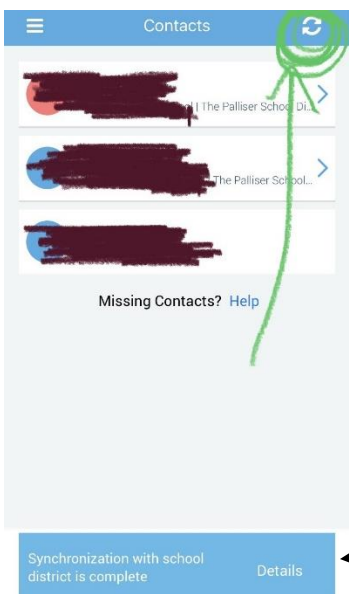 Contacts
| The Palliser School Di...
The Palliser School...
Missing Contacts? Help
Synchronization with school
district is complete
Details